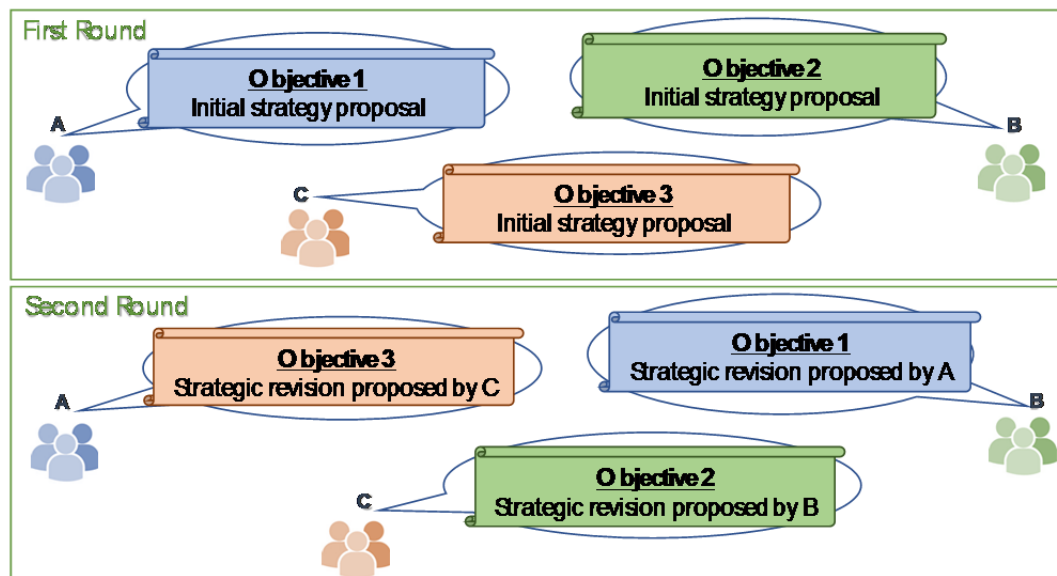 First Round
Objective 1
Initial strategy proposal
A
Objective 2
Initial strategy proposal
B
C
Objective 3
Initial strategy proposal
Second Round
Objective 3
Strategic revision proposed by C
A
Objective 1
Strategic revision proposed by A
B
Objective 2
Strategic revision proposed by B
C